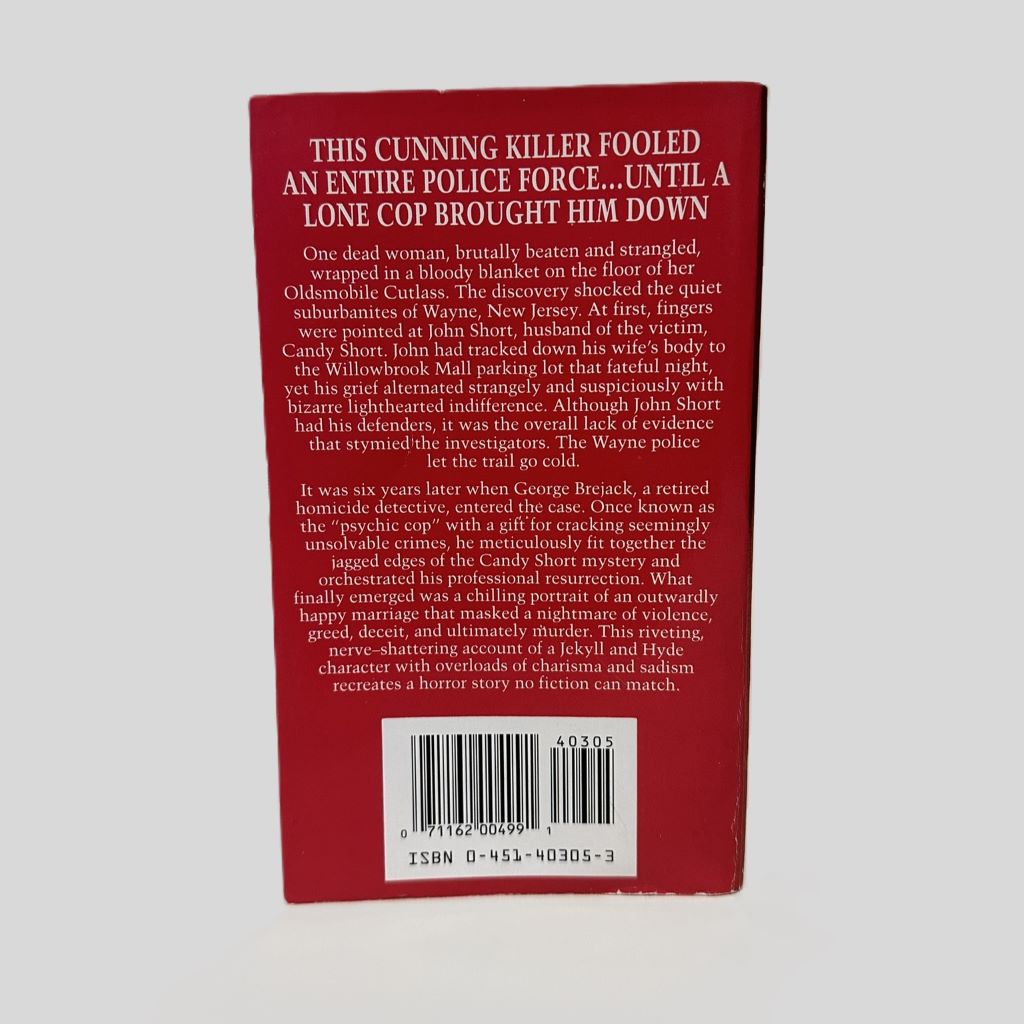 THIS CUNNING KILLER FOOLED
AN ENTIRE POLICE FORCE...UNTIL A
LONE COP BROUGHT HIM DOWN
One dead woman, brutally beaten and strangled,
wrapped in a bloody blanket on the floor of her
Oldsmobile Cutlass. The discovery shocked the quiet
suburbanites of Wayne, New Jersey. At first, fingers
were pointed at John Short, husband of the victim,
Candy Short. John had tracked down his wife's body to
the Willowbrook Mall parking lot that fateful night,
yet his grief alternated strangely and suspiciously with
bizarre lighthearted indifference. Although John Short
had his defenders, it was the overall lack of evidence
that stymied the investigators. The Wayne police
let the trail go cold.
It was six years later when George Brejack, a retired
homicide detective, entered the case. Once known as
the "psychic cop" with a gift for cracking seemingly
unsolvable crimes, he meticulously fit together the
jagged edges of the Candy Short mystery and
orchestrated his professional resurrection. What
finally emerged was a chilling portrait of an outwardly
happy marriage that masked a nightmare of violence,
greed, deceit, and ultimately murder. This riveting,
nerve–shattering account of a Jekyll and Hyde
character with overloads of charisma and sadism
recreates a horror story no fiction can match.
40305
0 71162 00499 1
ISBN 0-451-40305-3